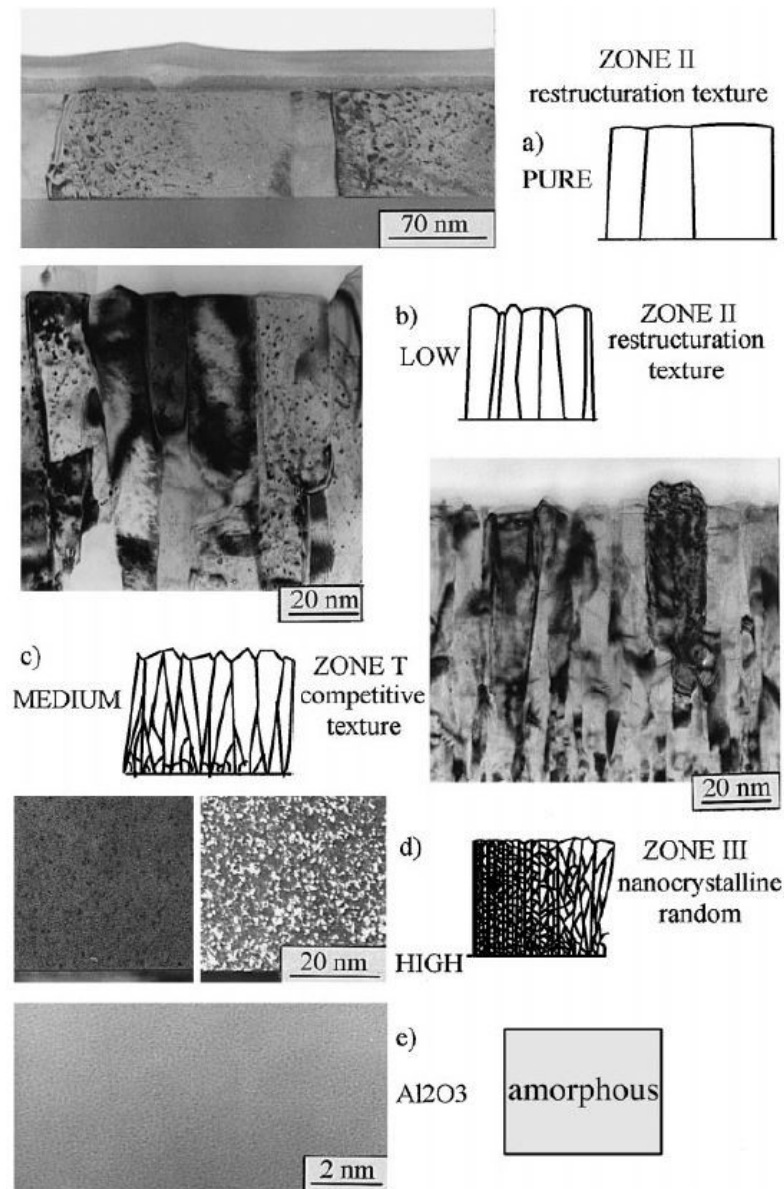 ZONE II
restructuration texture
a)
PURE
70 nm
b)
LOW
ZONE II
restructuration
texture
20 nm
c)
MEDIUM
ZONE T
competitive
texture
20 nm
d)
HIGH
ZONE III
nanocrystalline
random
20 nm
e)
Al2O3
amorphous
2 nm